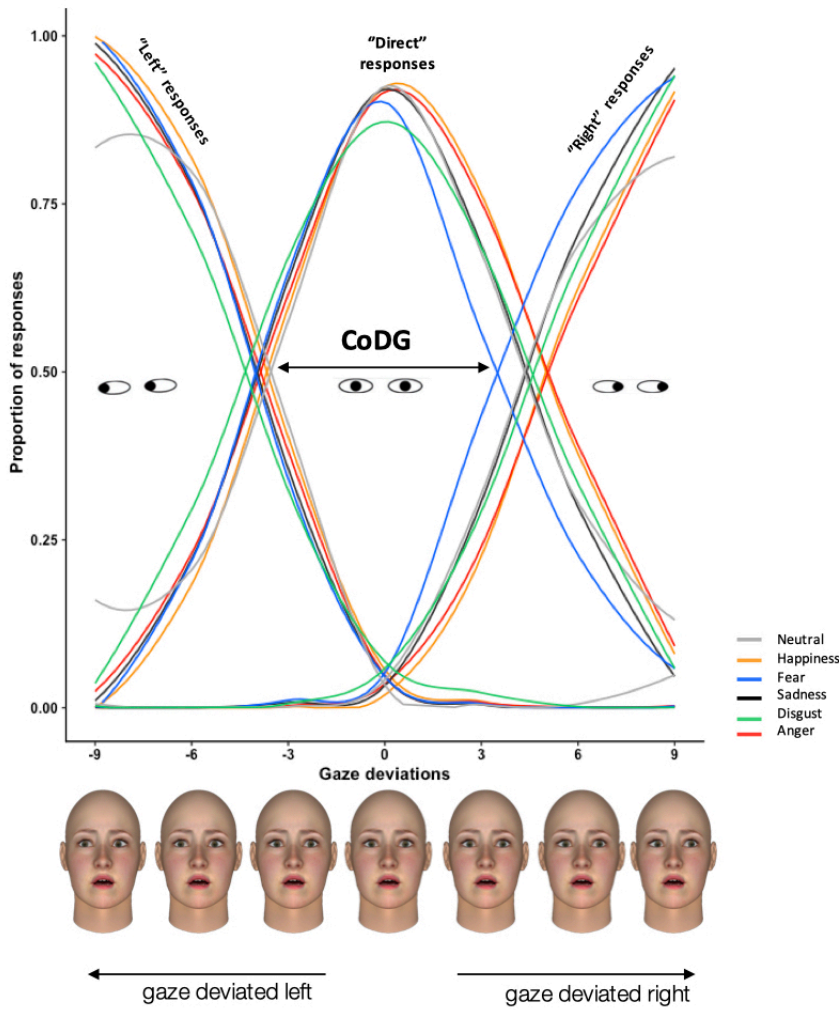 1.00
0.75
0.50
0.25
0.00
Proportion of responses
"Left" responses
"Direct"
responses
"Right" responses
CoDG
-9 -6 -3 0 3 6 9
Gaze deviations
Neutral
Happiness
Fear
Sadness
Disgust
Anger
gaze deviated left
gaze deviated right